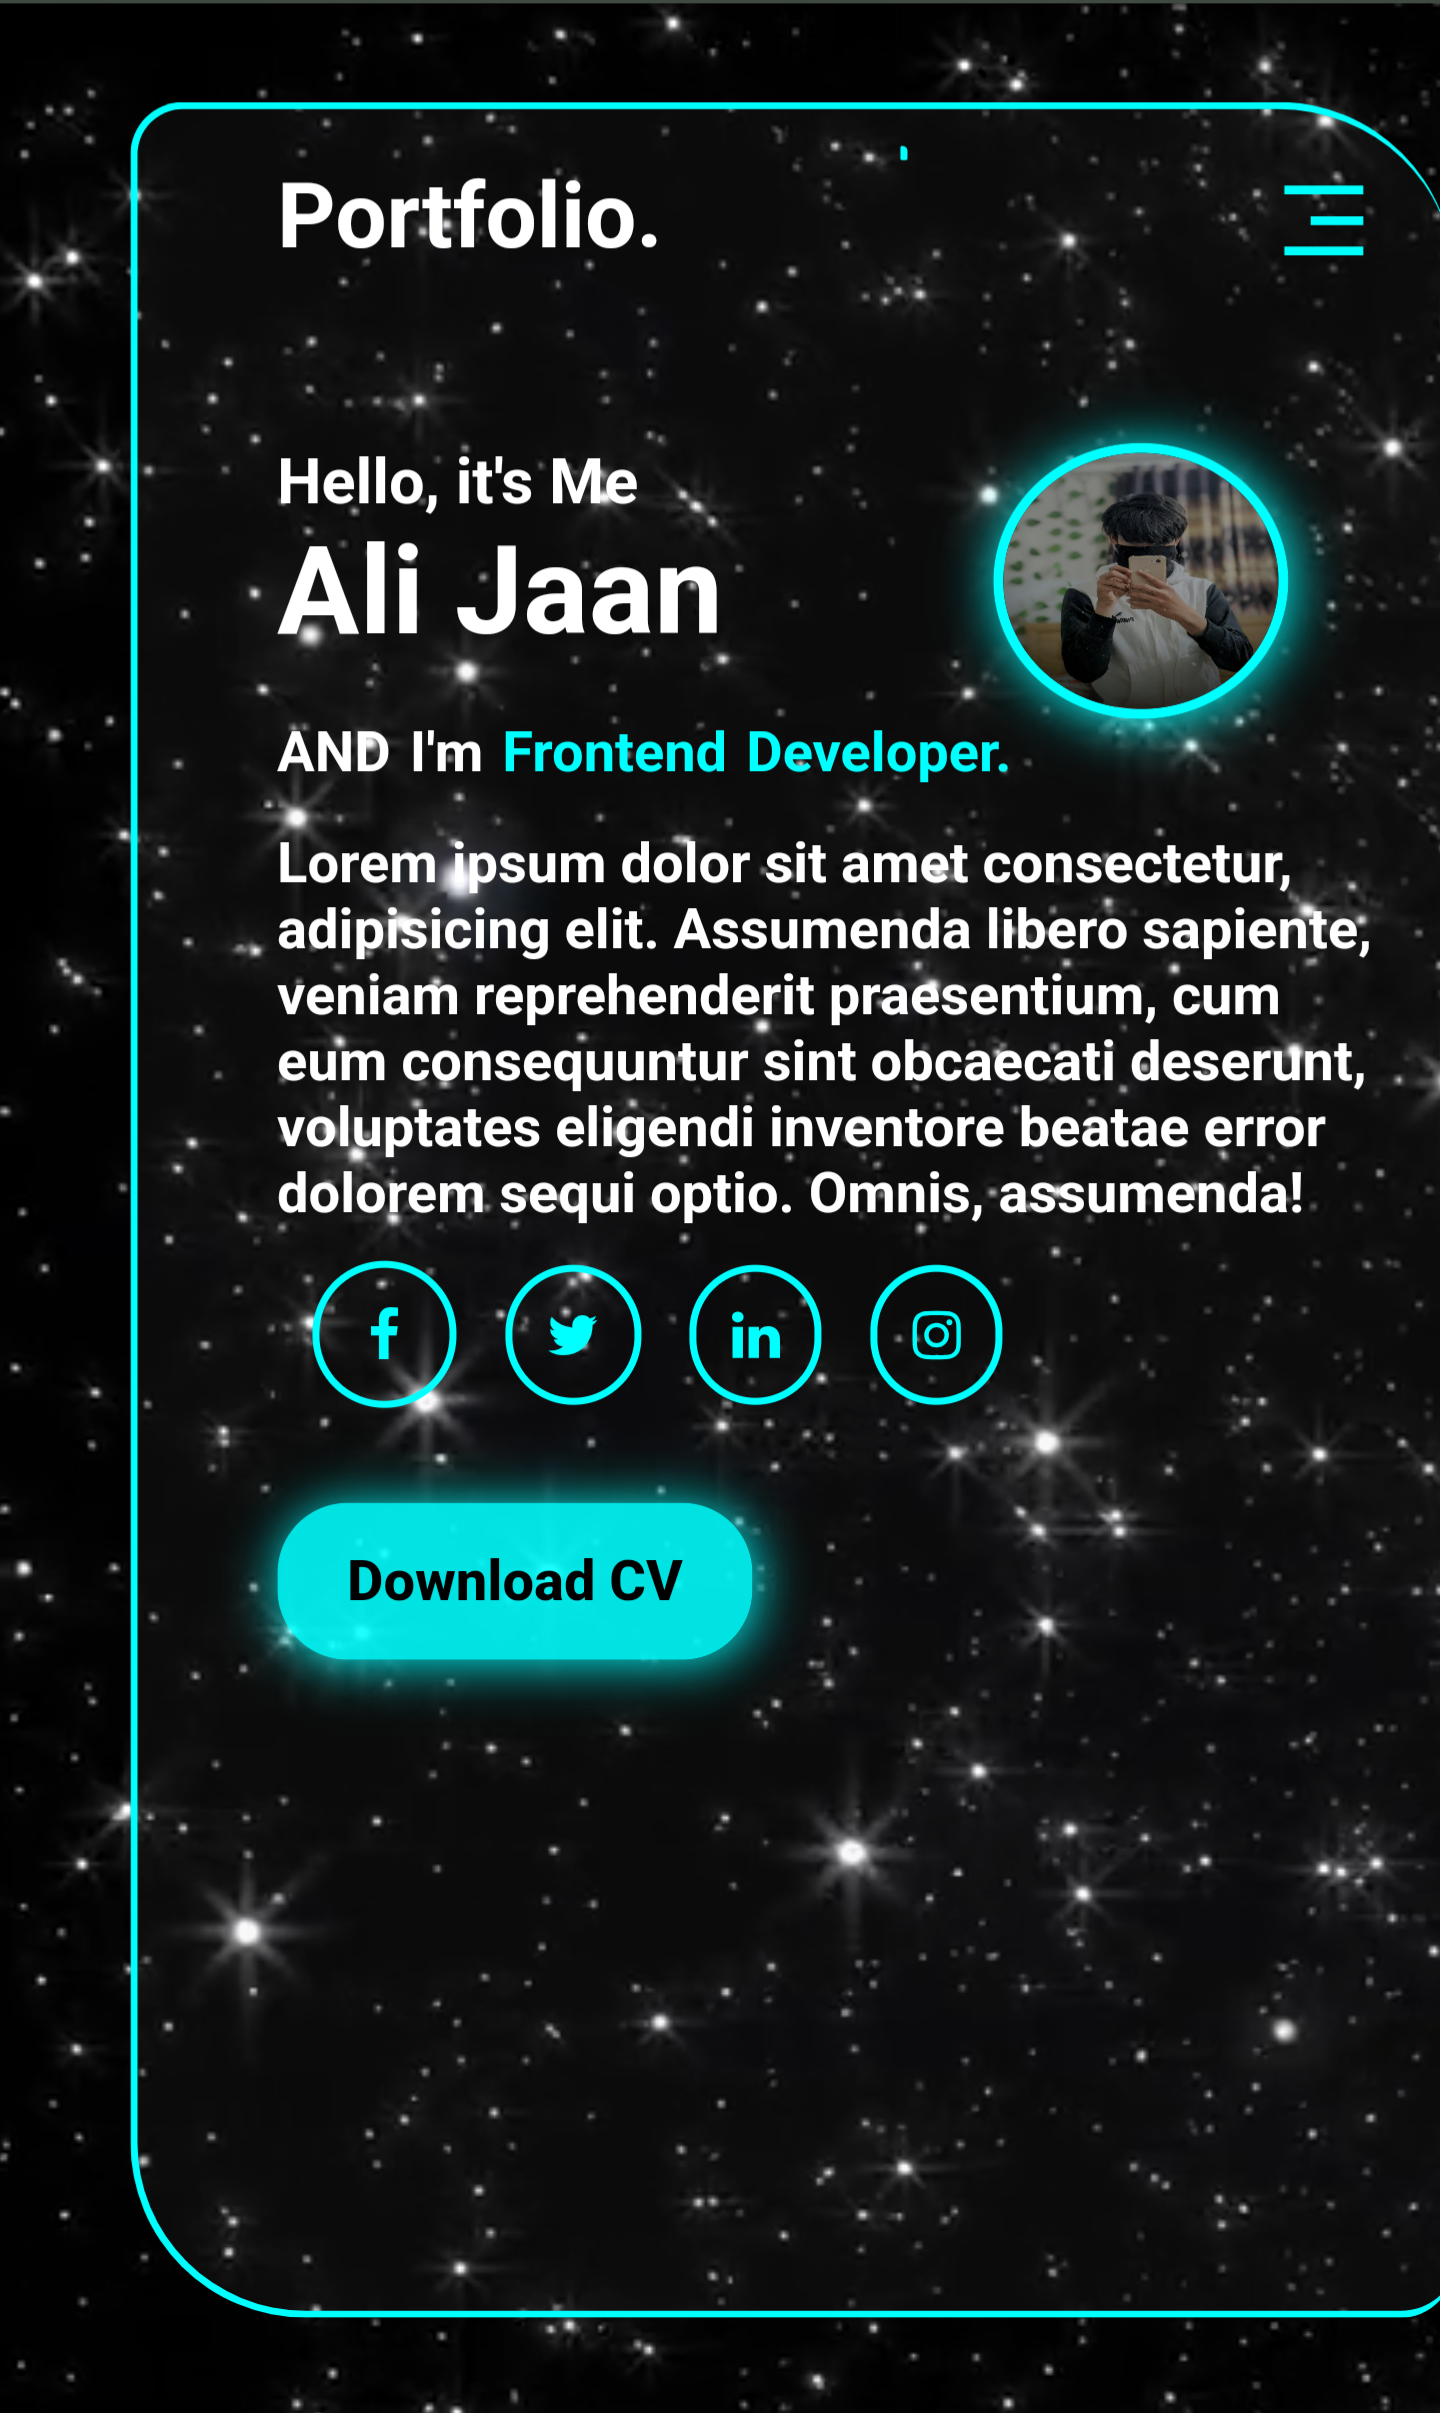 Portfolio.
Hello, it's Me
Ali Jaan
AND I'm Frontend Developer.
Lorem ipsum dolor sit amet consectetur,
adipisicing elit. Assumenda libero sapiente,
veniam reprehenderit praesentium, cum
eum consequuntur sint obcaecati deserunt,
voluptates eligendi inventore beatae error
dolorem sequi optio. Omnis, assumenda!
Download CV